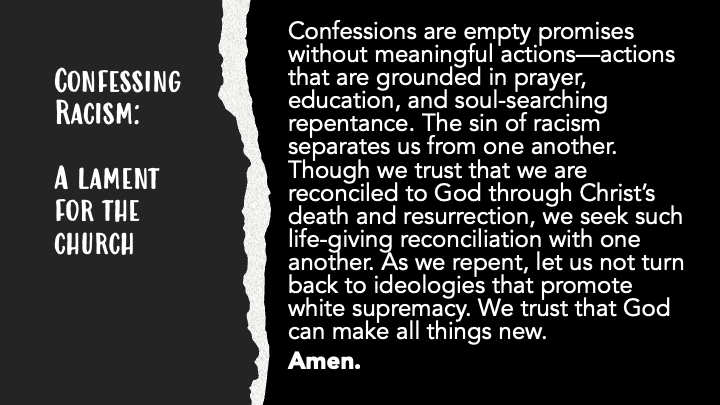 CONFESSING
RACISM:
A LAMENT
FOR THE
CHURCH
Confessions are empty promises
without meaningful actions—actions
that are grounded in prayer,
education, and soul-searching
repentance. The sin of racism
separates us from one another.
Though we trust that we are
reconciled to God through Christ’s
death and resurrection, we seek such
life-giving reconciliation with one
another. As we repent, let us not turn
back to ideologies that promote
white supremacy. We trust that God
can make all things new.
Amen.